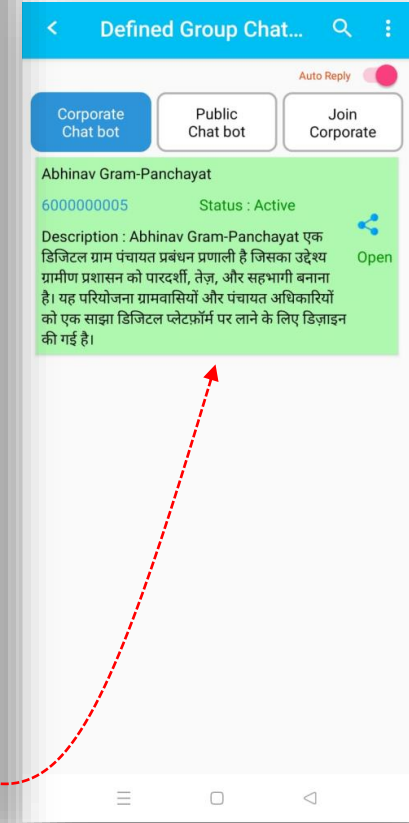 Defined Group Chat...
Auto Reply
Corporate
Chat bot
Public
Chat bot
Join
Corporate
Abhinav Gram-Panchayat
6000000005 Status : Active
Description : Abhinav Gram-Panchayat एक
डिजिटल ग्राम पंचायत प्रबंधन प्रणाली है जिसका उद्देश्य
ग्रामीण प्रशासन को पारदर्शी, तेज़, और सहभागी बनाना
है। यह परियोजना ग्रामवासियों और पंचायत अधिकारियों
को एक साझा डिजिटल प्लेटफ़ॉर्म पर लाने के लिए डिज़ाइन
की गई है।
Open